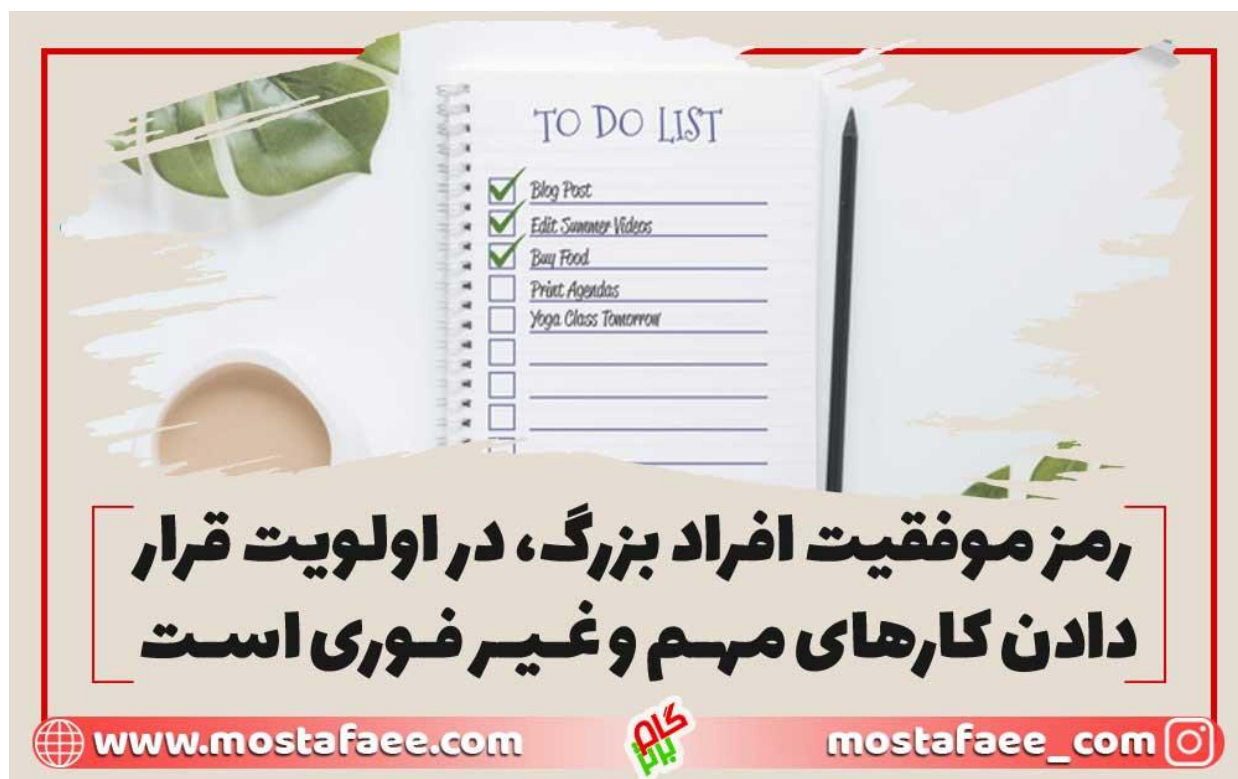 TO DO LIST
Blog Post
Edit Summer Videos
Buy Food
Print Agendas
Yoga Class Tomorrow
رمز موفقیت افراد بزرگ، در اولویت قرار
دادن کارهای مهم و غیر فوری است
www.mostafaee.com
گام برتر
mostafaee_com